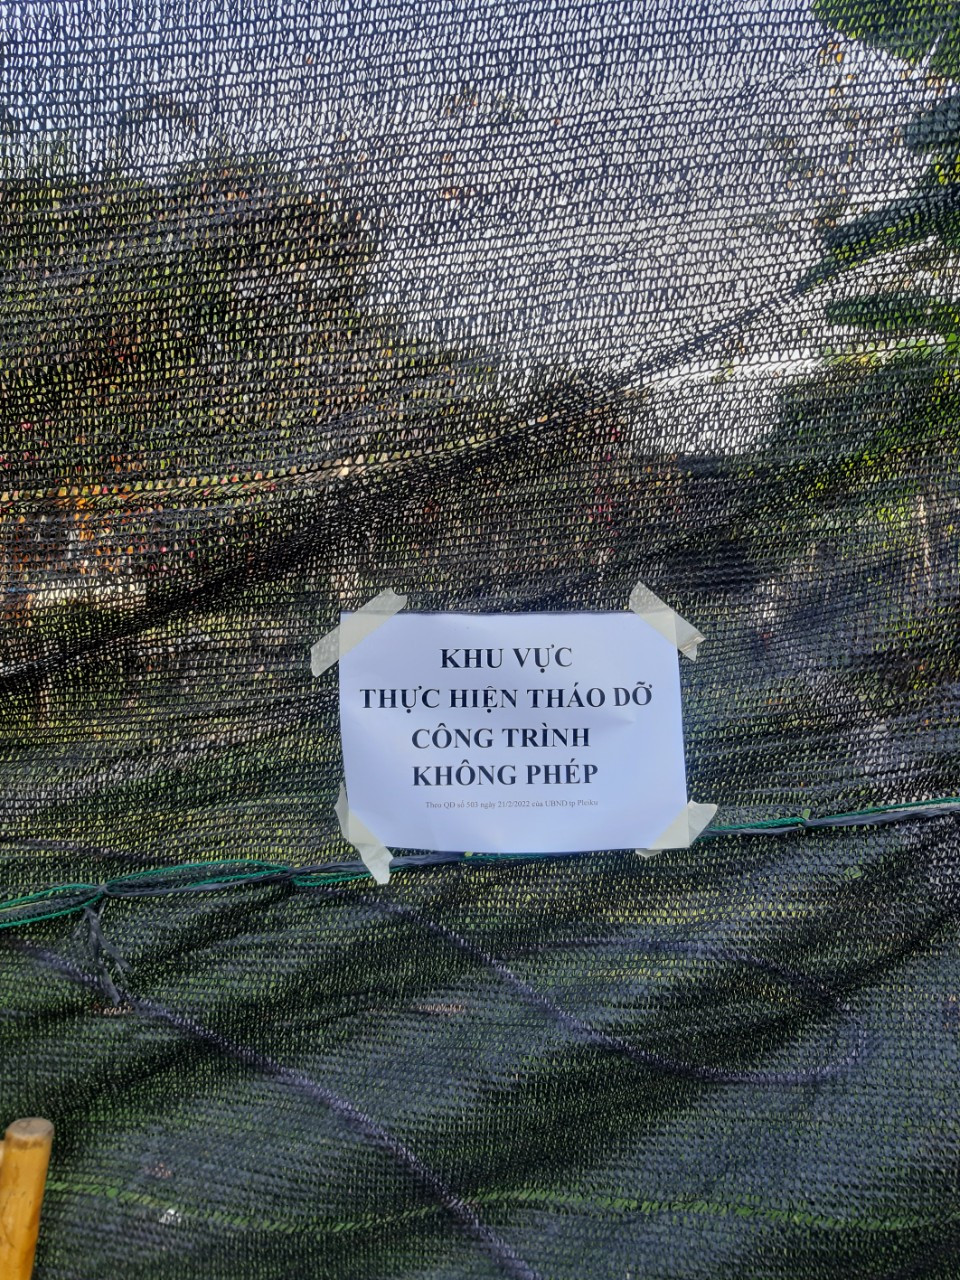 KHU VỰC
THỰC HIỆN THÁO DỠ
CÔNG TRÌNH
KHÔNG PHÉP
Theo QD số 503 ngày 21/2/2022 của UBND tp Pleiku